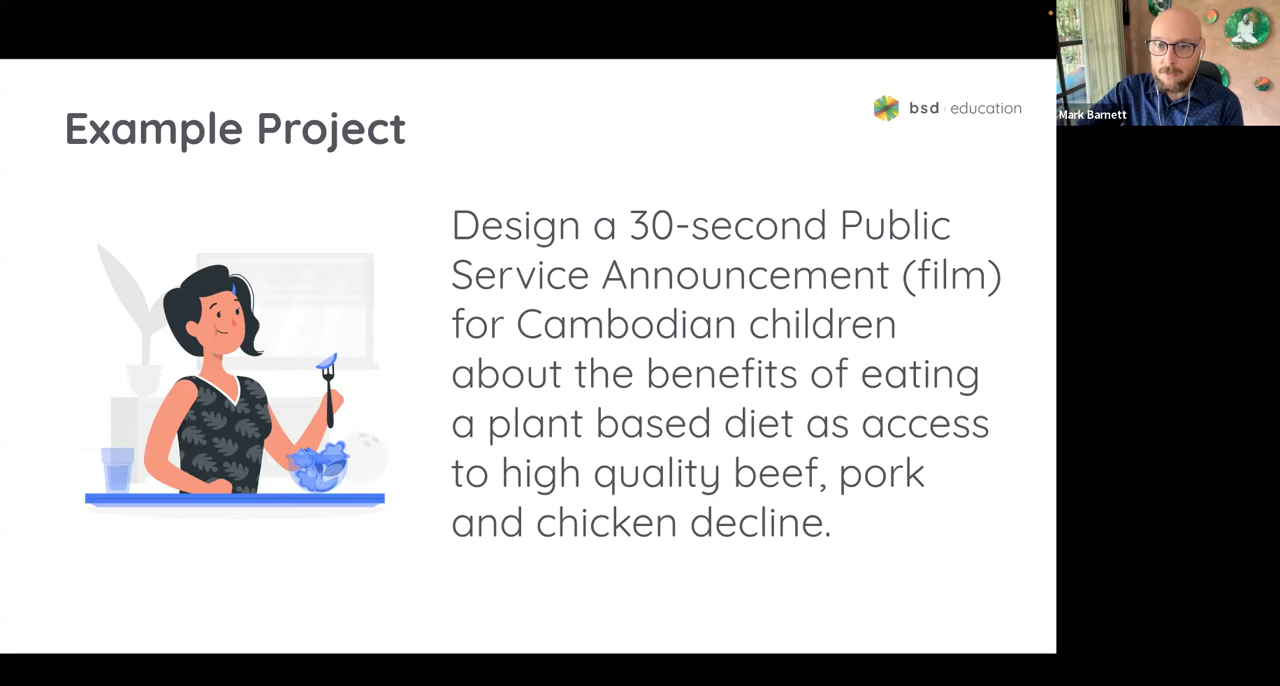 Example Project
bsd education
Mark Barnett
Design a 30-second Public
Service Announcement (film)
for Cambodian children
about the benefits of eating
a plant based diet as access
to high quality beef, pork
and chicken decline.